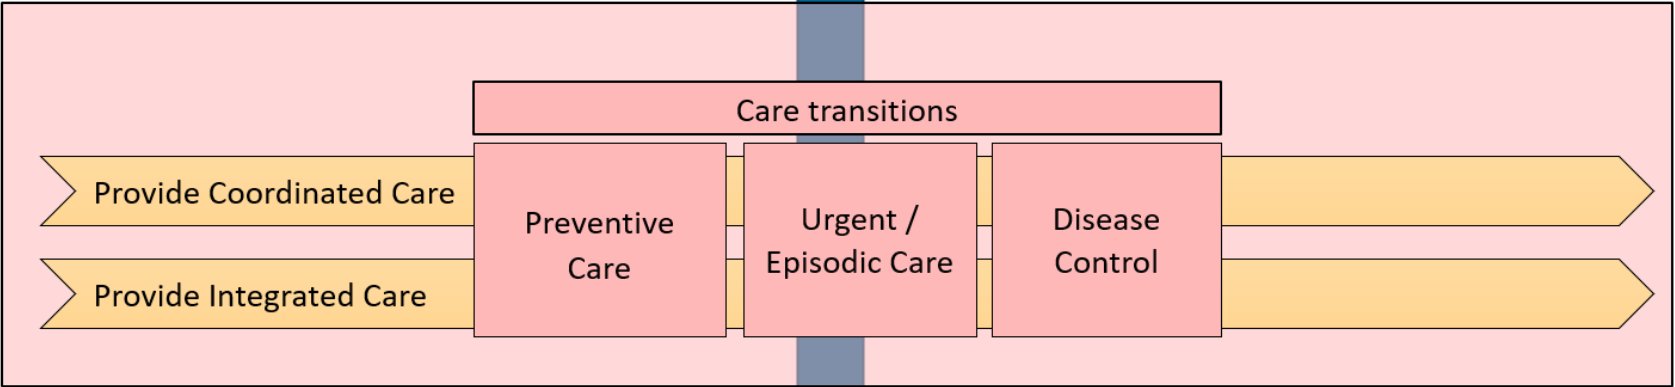 Care transitions
Provide Coordinated Care
Preventive
Care
Urgent /
Episodic Care
Disease
Control
Provide Integrated Care